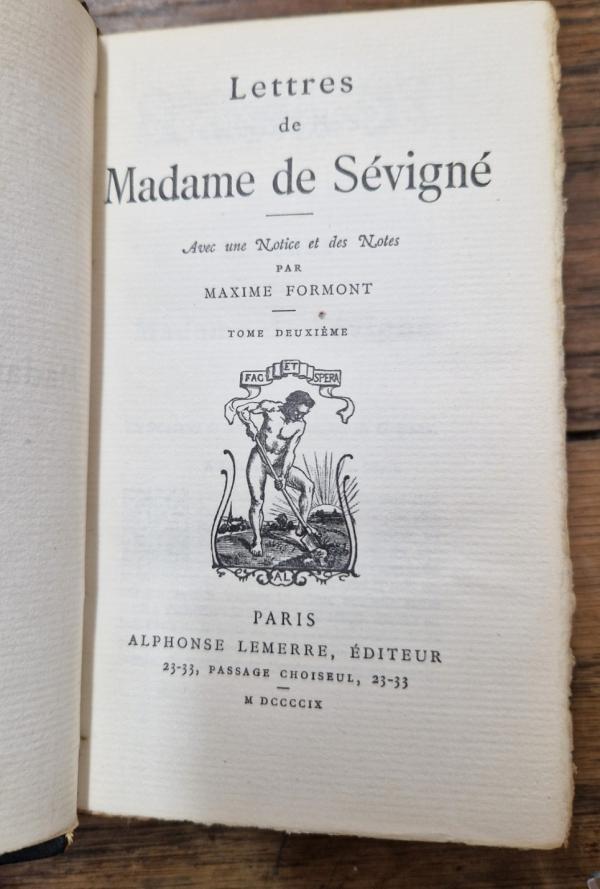 Lettres
de
Madame de Sévigné
Avec une Notice et des Notes
PAR
MAXIME FORMONT
TOME DEUXIÈME
FAC ET SPERA
AL
PARIS
ALPHONSE LEMERRE, ÉDITEUR
23-33, PASSAGE CHOISEUL, 23-33
M DCCCCIX